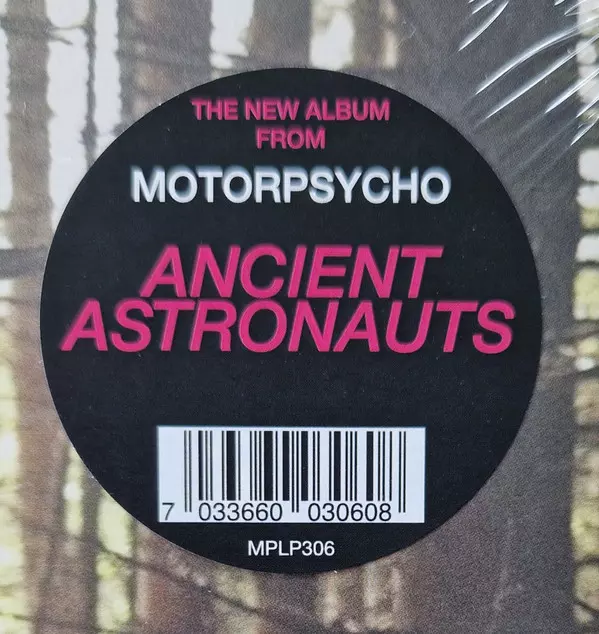 THE NEW ALBUM
FROM
MOTORPSYCHO
ANCIENT
ASTRONAUTS
7 033660 030608
MPLP306